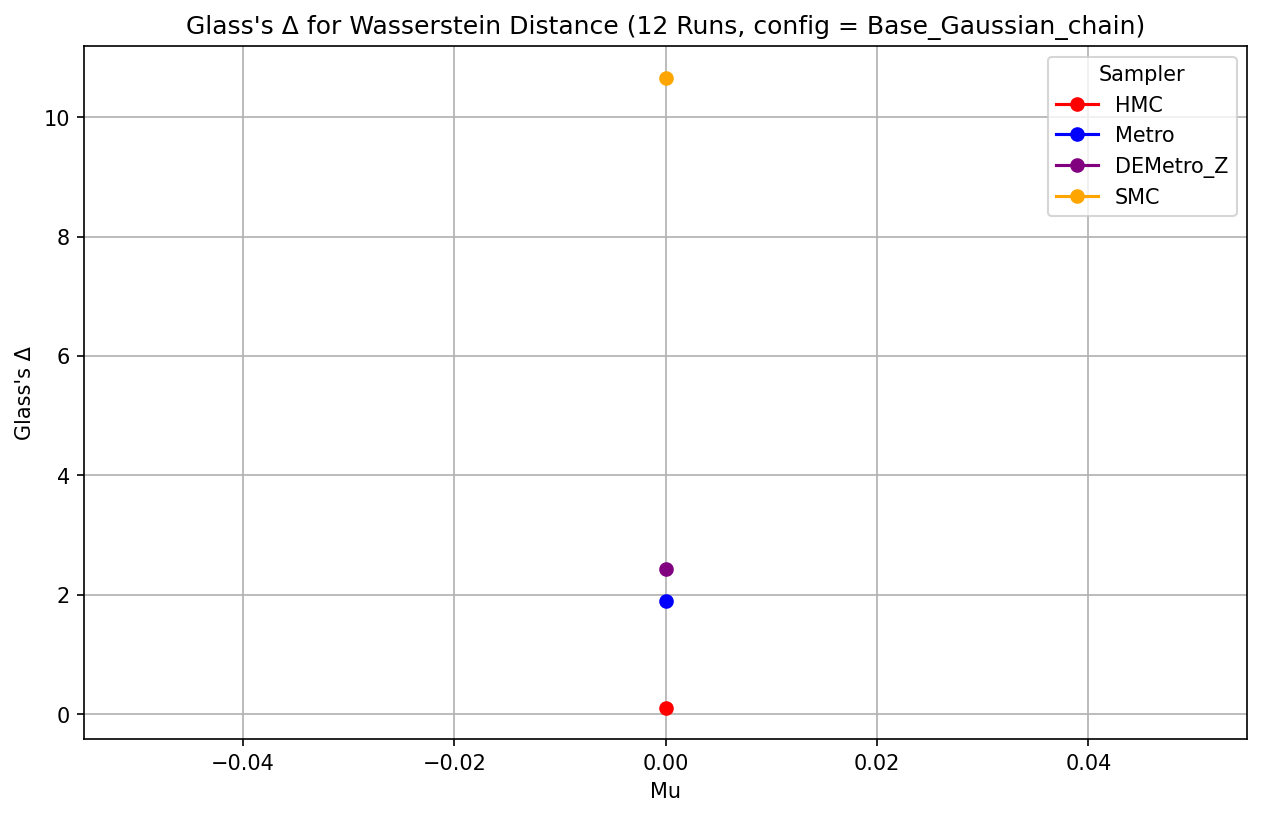 Glass's Δ for Wasserstein Distance (12 Runs, config = Base_Gaussian_chain)
Sampler
HMC
Metro
DEMetro_Z
SMC
Glass's Δ
10
8
6
4
2
0
−0.04
−0.02
0.00
0.02
0.04
Mu